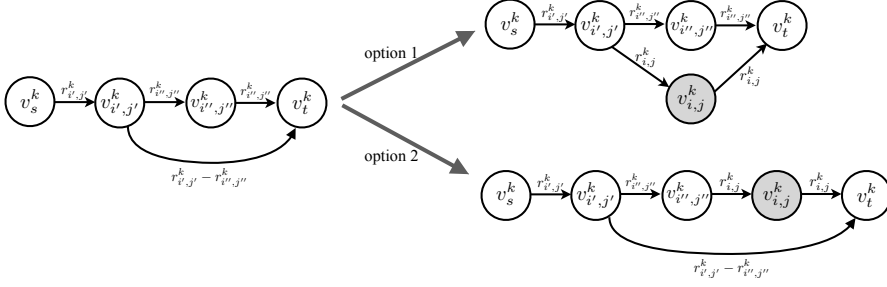 v_s^k r_{i',j'}^k v_{i',j'}^k r_{i'',j''}^k v_{i'',j''}^k r_{i'',j''}^k v_t^k
r_{i',j'}^k − r_{i'',j''}^k
option 1
option 2
v_s^k r_{i',j'}^k v_{i',j'}^k r_{i'',j''}^k v_{i'',j''}^k r_{i'',j''}^k v_t^k
r_{i,j}^k v_{i,j}^k r_{i,j}^k
v_s^k r_{i',j'}^k v_{i',j'}^k r_{i'',j''}^k v_{i'',j''}^k r_{i,j}^k v_{i,j}^k r_{i,j}^k v_t^k
r_{i',j'}^k − r_{i'',j''}^k